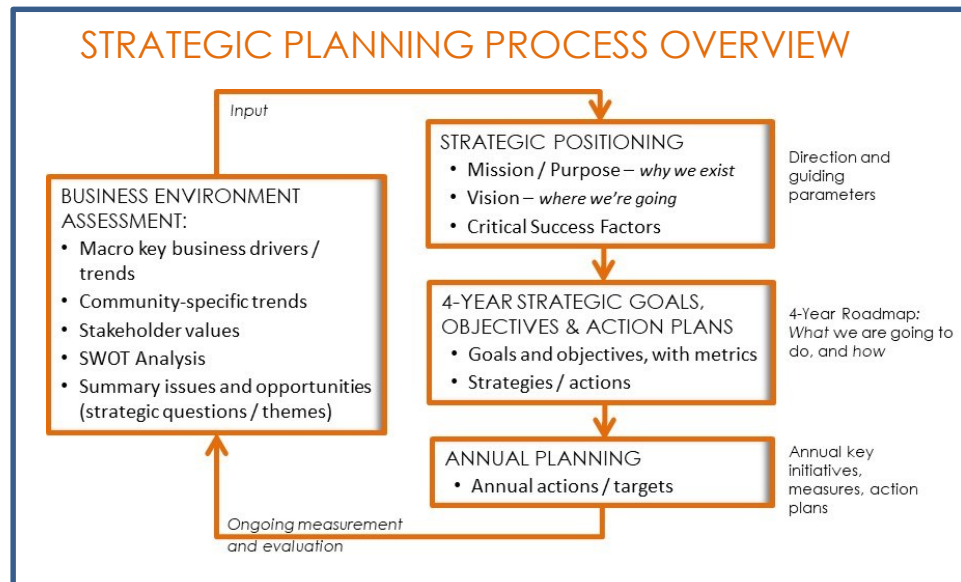 STRATEGIC PLANNING PROCESS OVERVIEW
Input
BUSINESS ENVIRONMENT
ASSESSMENT:
• Macro key business drivers /
trends
• Community-specific trends
• Stakeholder values
• SWOT Analysis
• Summary issues and opportunities
(strategic questions / themes)
STRATEGIC POSITIONING
• Mission / Purpose – why we exist
• Vision – where we're going
• Critical Success Factors
Direction and
guiding
parameters
4-YEAR STRATEGIC GOALS,
OBJECTIVES & ACTION PLANS
• Goals and objectives, with metrics
• Strategies / actions
4-Year Roadmap:
What we are going to
do, and how
ANNUAL PLANNING
• Annual actions / targets
Annual key
initiatives,
measures, action
plans
Ongoing measurement
and evaluation